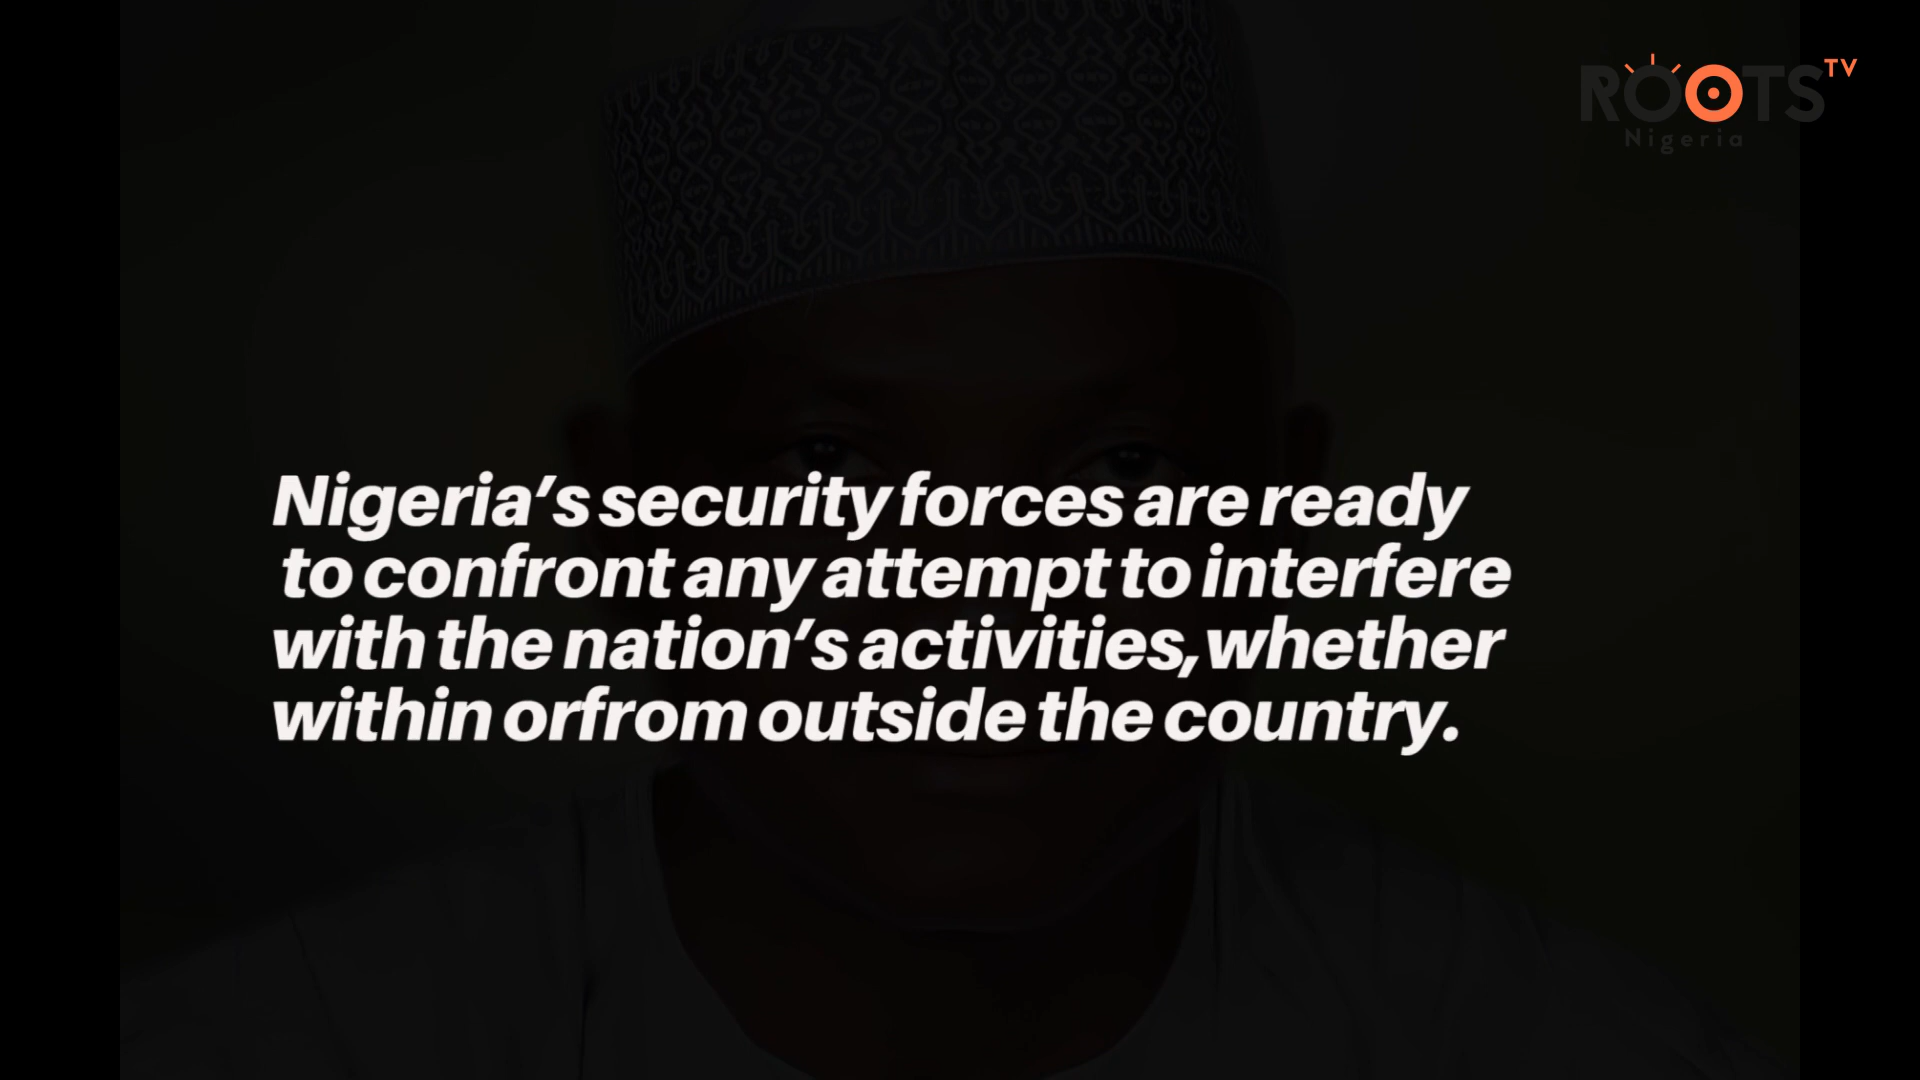 ROOTS TV
Nigeria
Nigeria’s security forces are ready
to confront any attempt to interfere
with the nation’s activities,whether
within orfrom outside the country.